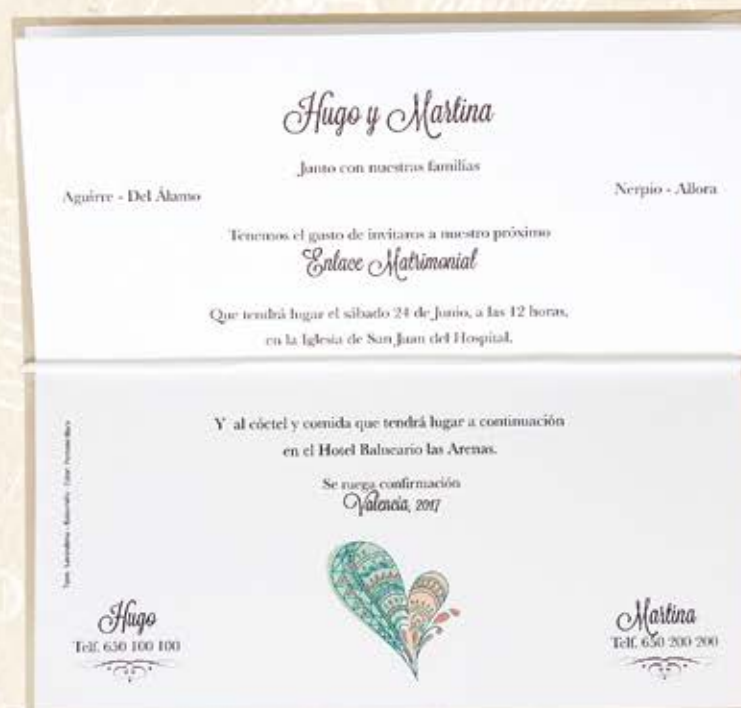 Hugo y Martina
Junto con nuestras familias
Aguirre - Del Álamo
Nerpio - Allora
Tenemos el gusto de invitaros a nuestro próximo
Enlace Matrimonial
Que tendrá lugar el sábado 24 de Junio, a las 12 horas,
en la Iglesia de San Juan del Hospital.
Y al cóctel y comida que tendrá lugar a continuación
en el Hotel Balneario las Arenas.
Se ruega confirmación
Valencia, 2017
Hugo
Telf. 650 100 100
Martina
Telf. 650 200 200